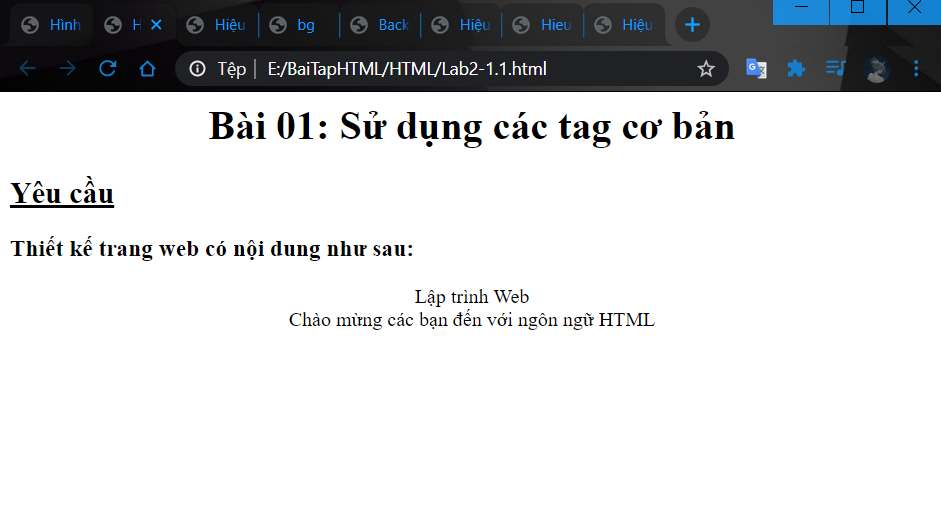 Hình H Hiệu bg Back Hiệu Hieu Hiệu
Tệp E:/BaiTapHTML/HTML/Lab2-1.1.html
Bài 01: Sử dụng các tag cơ bản
Yêu cầu
Thiết kế trang web có nội dung như sau:
Lập trình Web
Chào mừng các bạn đến với ngôn ngữ HTML